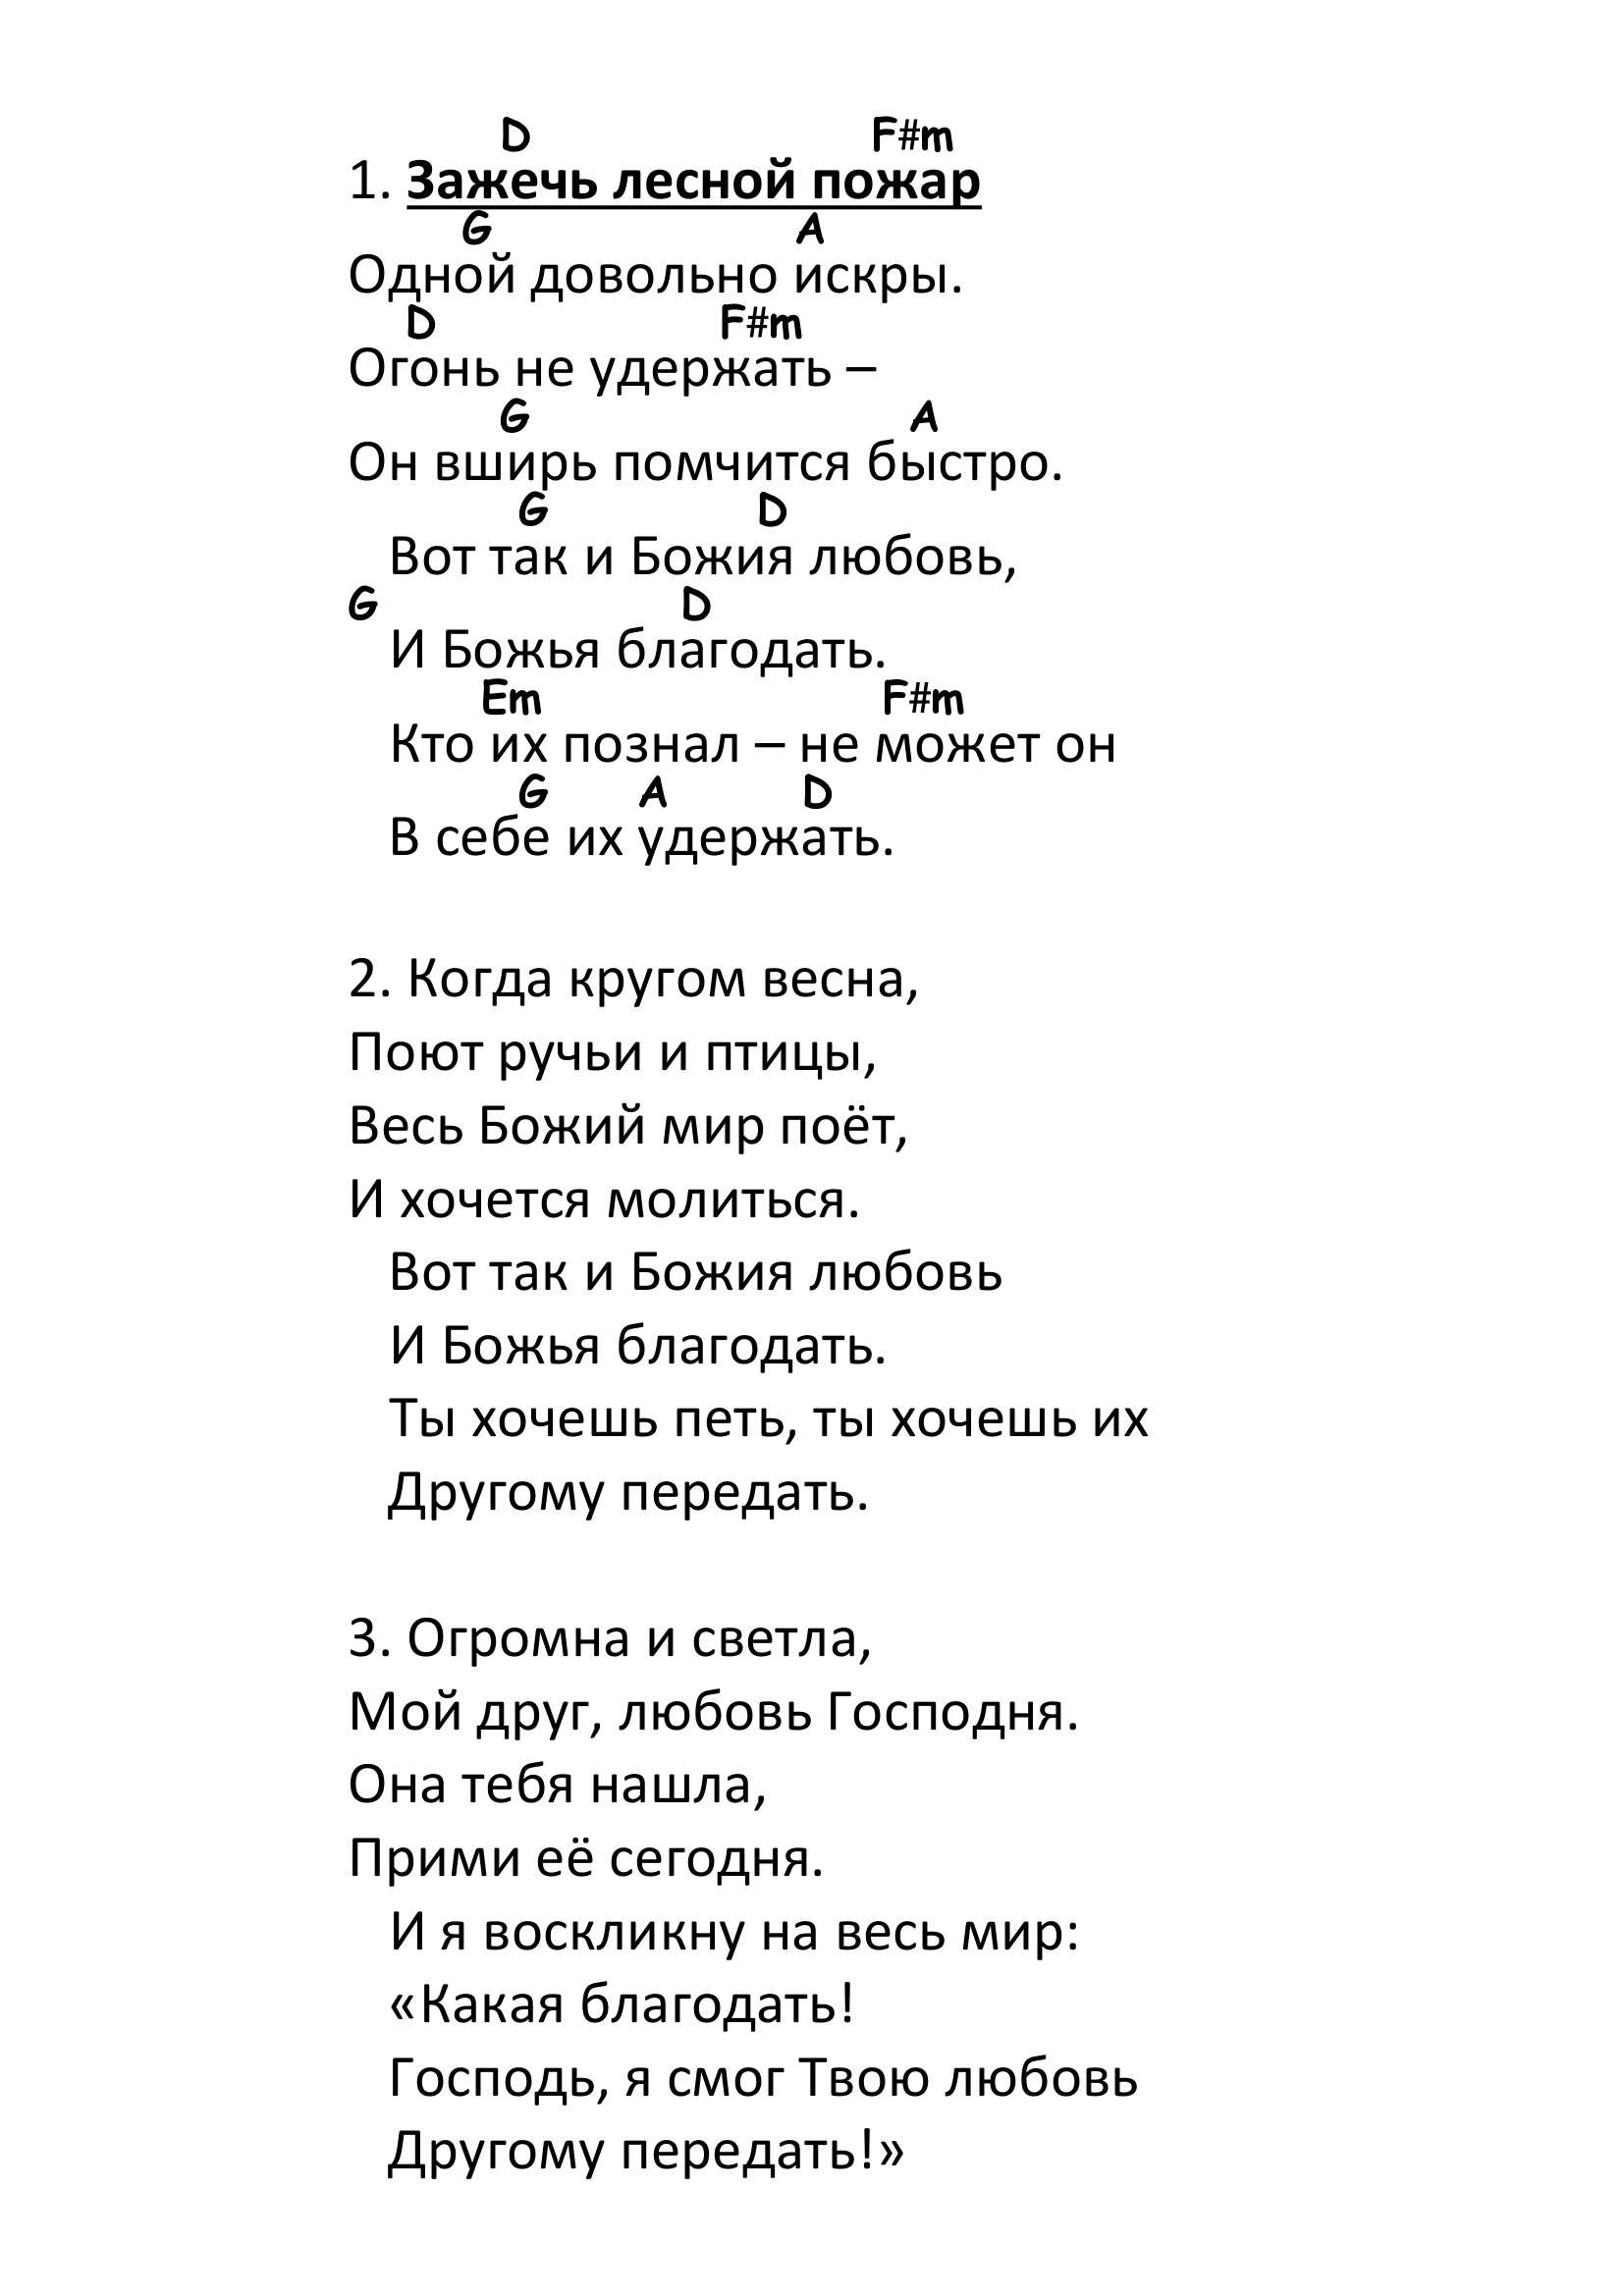 D F#m
1. Зажечь лесной пожар
G A
Одной довольно искры.
D F#m
Огонь не удержать –
G A
Он вширь помчится быстро.
G D
Вот так и Божия любовь,
G D
И Божья благодать.
Em F#m
Кто их познал – не может он
G A D
В себе их удержать.
2. Когда кругом весна,
Поют ручьи и птицы,
Весь Божий мир поёт,
И хочется молиться.
Вот так и Божия любовь
И Божья благодать.
Ты хочешь петь, ты хочешь их
Другому передать.
3. Огромна и светла,
Мой друг, любовь Господня.
Она тебя нашла,
Прими её сегодня.
И я воскликну на весь мир:
«Какая благодать!
Господь, я смог Твою любовь
Другому передать!»